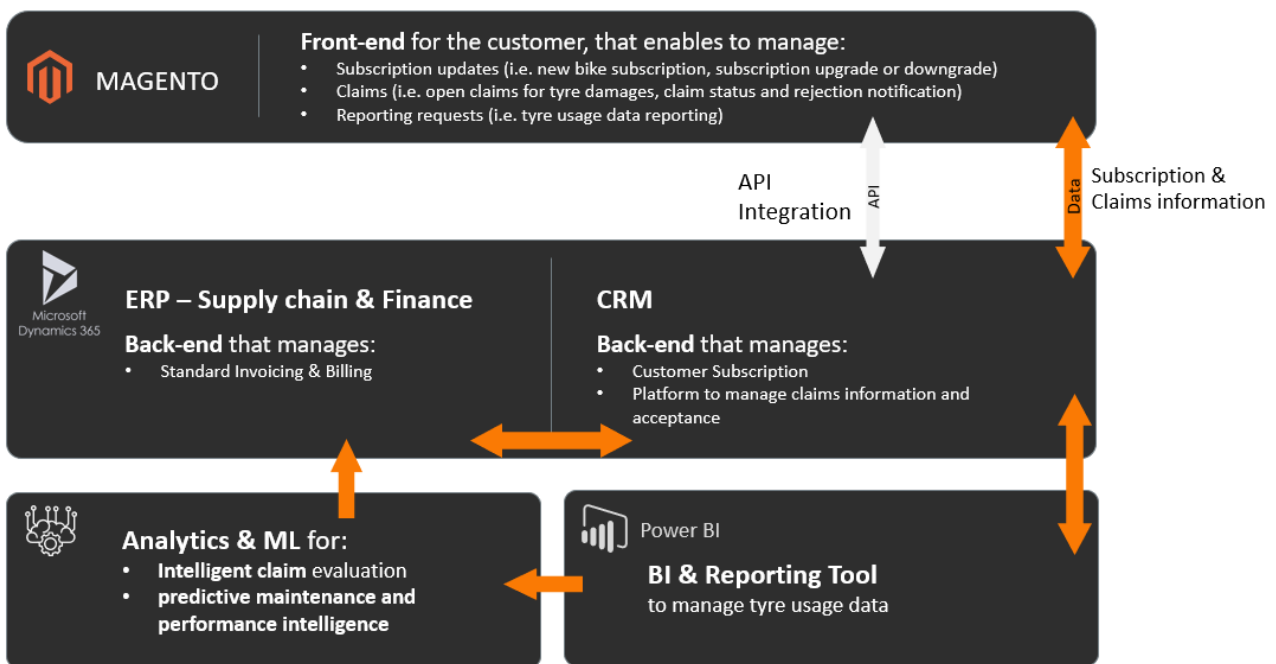 MAGENTO
Front-end for the customer, that enables to manage:
• Subscription updates (i.e. new bike subscription, subscription upgrade or downgrade)
• Claims (i.e. open claims for tyre damages, claim status and rejection notification)
• Reporting requests (i.e. tyre usage data reporting)
API
Integration
API
Data
Subscription &
Claims information
Microsoft
Dynamics 365
ERP – Supply chain & Finance
Back-end that manages:
• Standard Invoicing & Billing
CRM
Back-end that manages:
• Customer Subscription
• Platform to manage claims information and
acceptance
Analytics & ML for:
• Intelligent claim evaluation
• predictive maintenance and
performance intelligence
Power BI
BI & Reporting Tool
to manage tyre usage data